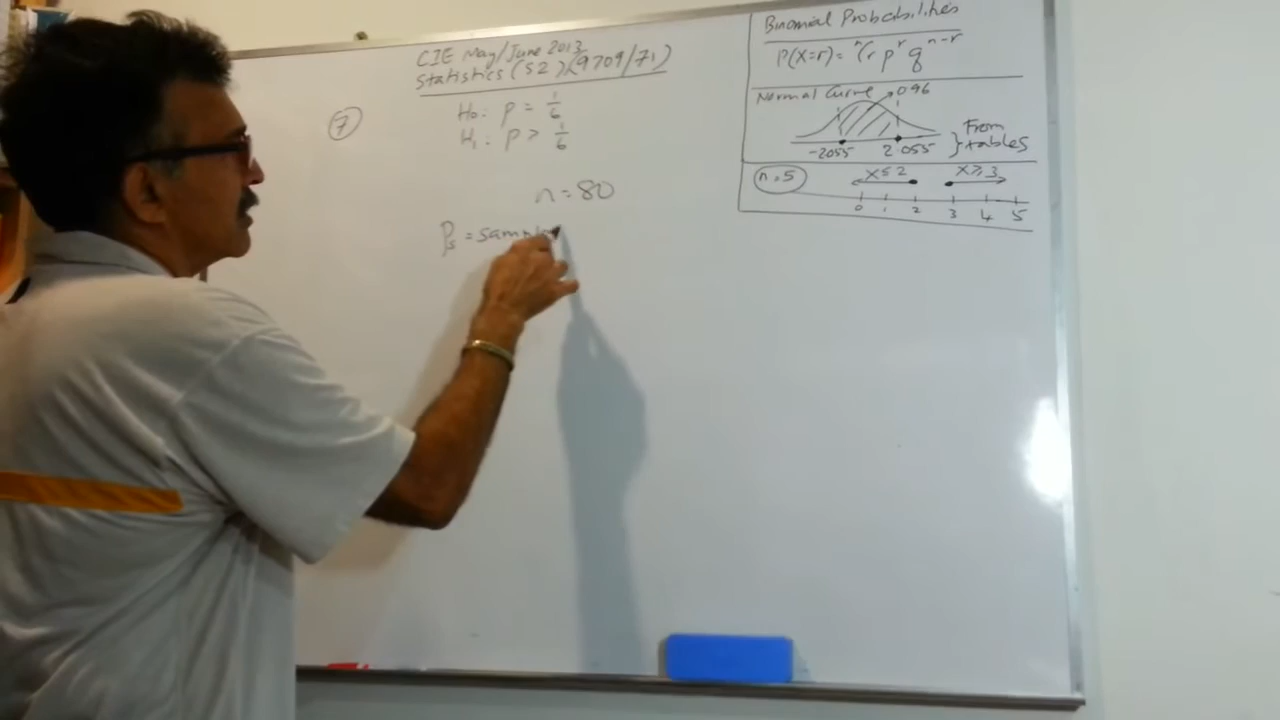 CIE May/June 2013
Statistics (S2) (9709/71)
7
H₀: p = 1/6
H₁: p > 1/6
n = 80
Pₛ = sample
Binomial Probabilities
P(X=r) = ⁿCr pʳ qⁿ⁻ʳ
Normal Curve
0.96
-2.055 2.055
From tables
n=5
X≤2 X≥3
0 1 2 3 4 5